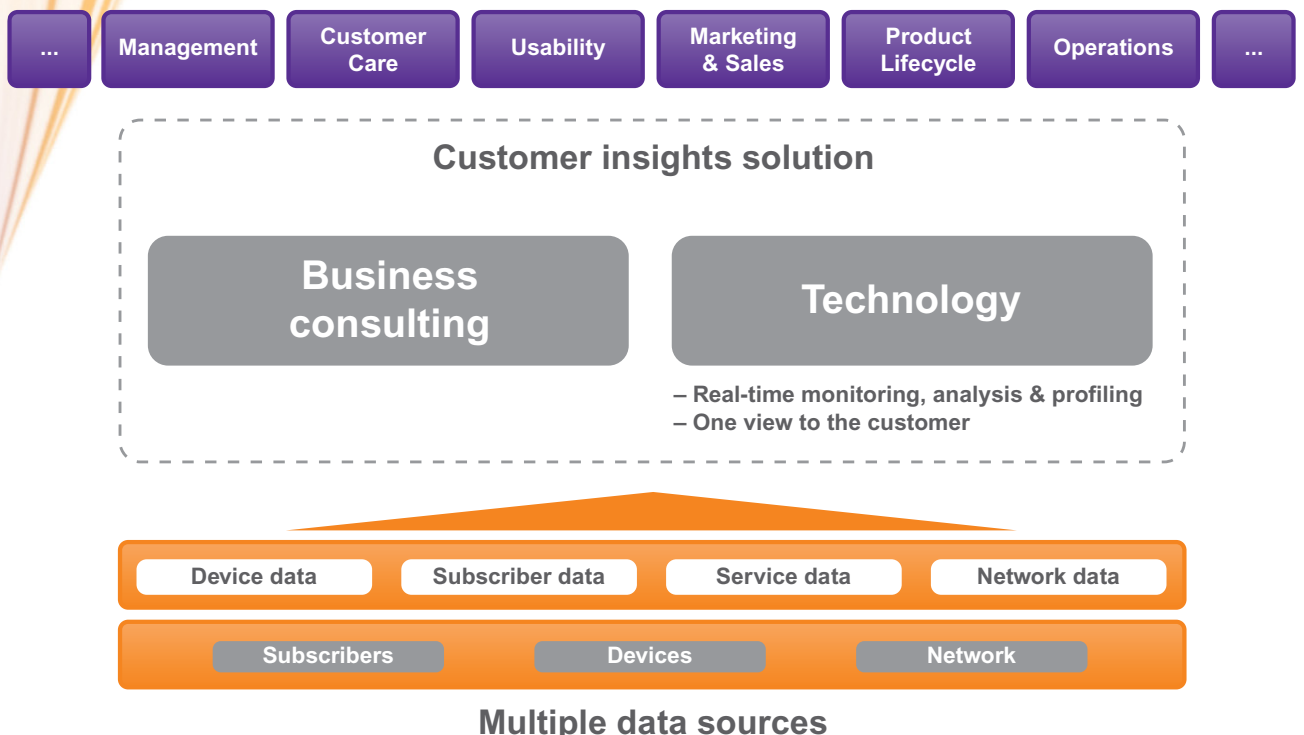 ...
Management
Customer
Care
Usability
Marketing
& Sales
Product
Lifecycle
Operations
...
Customer insights solution
Business
consulting
Technology
– Real-time monitoring, analysis & profiling
– One view to the customer
Device data
Subscriber data
Service data
Network data
Subscribers
Devices
Network
Multiple data sources